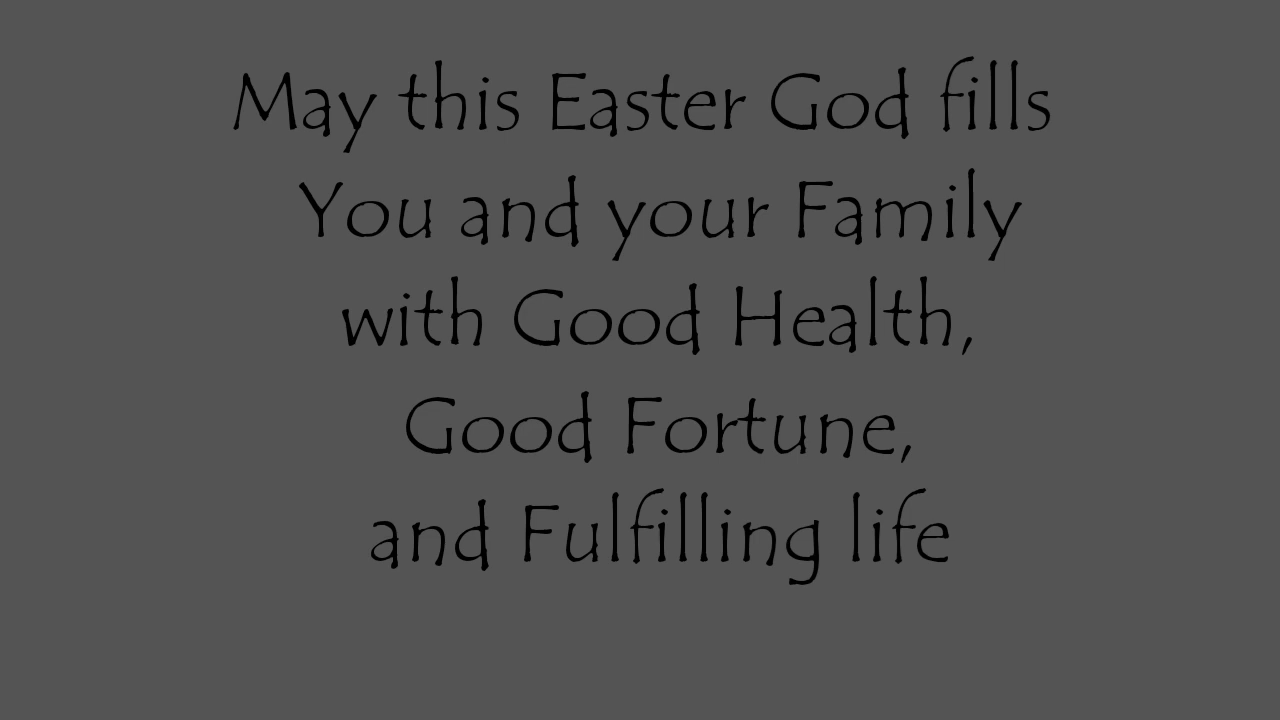 May this Easter God fills
You and your Family
with Good Health,
Good Fortune,
and Fulfilling life